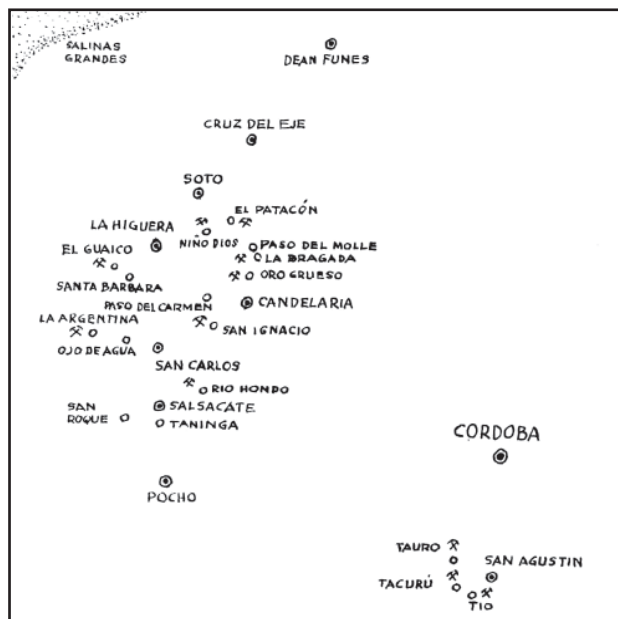 SALINAS
GRANDES
DEAN FUNES
CRUZ DEL EJE
SOTO
EL PATACÓN
LA HIGUERA
NIÑO DIOS
PASO DEL MOLLE
EL GUAICO
LA BRAGADA
ORO GRUESO
SANTA BARBARA
PASO DEL CARMEN
CANDELARIA
LA ARGENTINA
SAN IGNACIO
OJO DE AGUA
SAN CARLOS
RIO HONDO
SAN
ROQUE
SALSACATE
TANINGA
CORDOBA
POCHO
TAURO
SAN AGUSTIN
TACURÚ
TIO